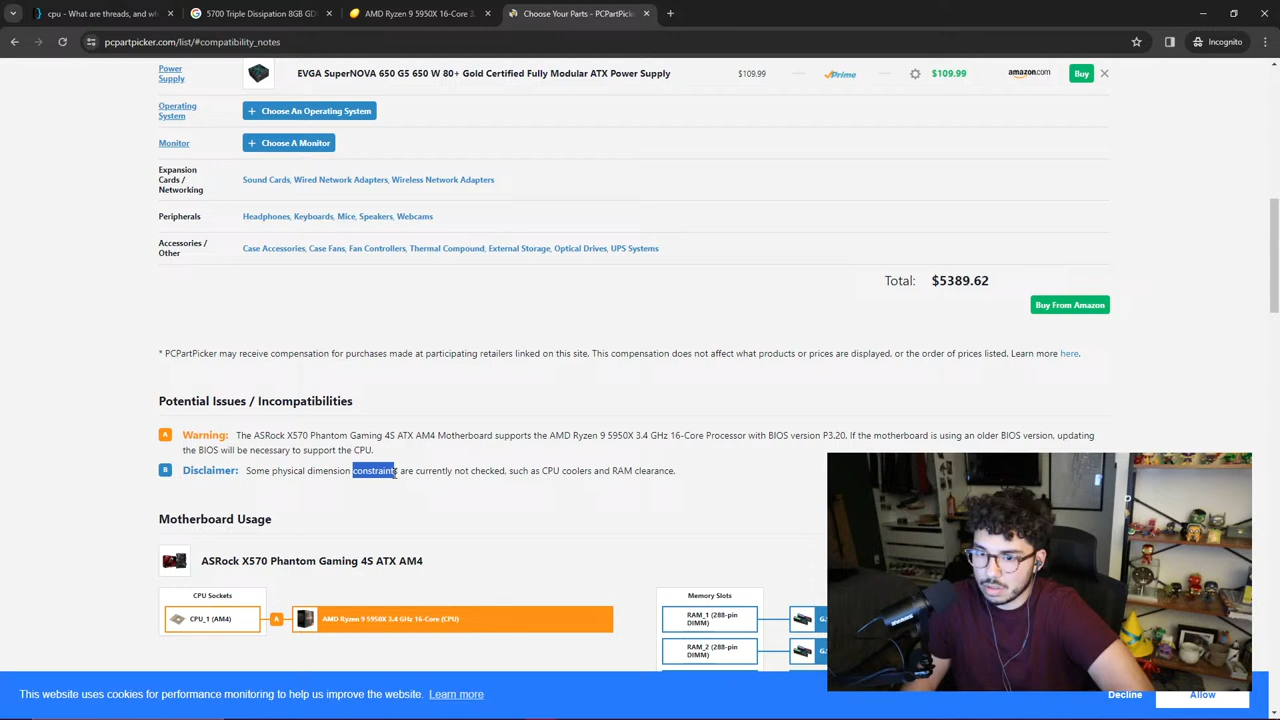 cpu - What are threads, and wh
5700 Triple Dissipation 8GB GD
AMD Ryzen 9 5950X 16-Core 3.
Choose Your Parts - PCPartPicker
pcpartpicker.com/list/#compatibility_notes
Incognito
Power
Supply
EVGA SuperNOVA 650 G5 650 W 80+ Gold Certified Fully Modular ATX Power Supply
$109.99
Prime
$109.99
amazon.com
Buy
Operating
System
+ Choose An Operating System
Monitor
+ Choose A Monitor
Expansion
Cards /
Networking
Sound Cards, Wired Network Adapters, Wireless Network Adapters
Peripherals
Headphones, Keyboards, Mice, Speakers, Webcams
Accessories /
Other
Case Accessories, Case Fans, Fan Controllers, Thermal Compound, External Storage, Optical Drives, UPS Systems
Total: $5389.62
Buy From Amazon
* PCPartPicker may receive compensation for purchases made at participating retailers linked on this site. This compensation does not affect what products or prices are displayed, or the order of prices listed. Learn more here.
Potential Issues / Incompatibilities
A Warning: The ASRock X570 Phantom Gaming 4S ATX AM4 Motherboard supports the AMD Ryzen 9 5950X 3.4 GHz 16-Core Processor with BIOS version P3.20. If the motherboard is using an older BIOS version, updating
the BIOS will be necessary to support the CPU.
B Disclaimer: Some physical dimension constraints are currently not checked, such as CPU coolers and RAM clearance.
Motherboard Usage
ASRock X570 Phantom Gaming 4S ATX AM4
CPU Sockets
CPU_1 (AM4)
A
AMD Ryzen 9 5950X 3.4 GHz 16-Core (CPU)
Memory Slots
RAM_1 (288-pin
DIMM)
G.
RAM_2 (288-pin
DIMM)
G.
This website uses cookies for performance monitoring to help us improve the website. Learn more
Decline
Allow